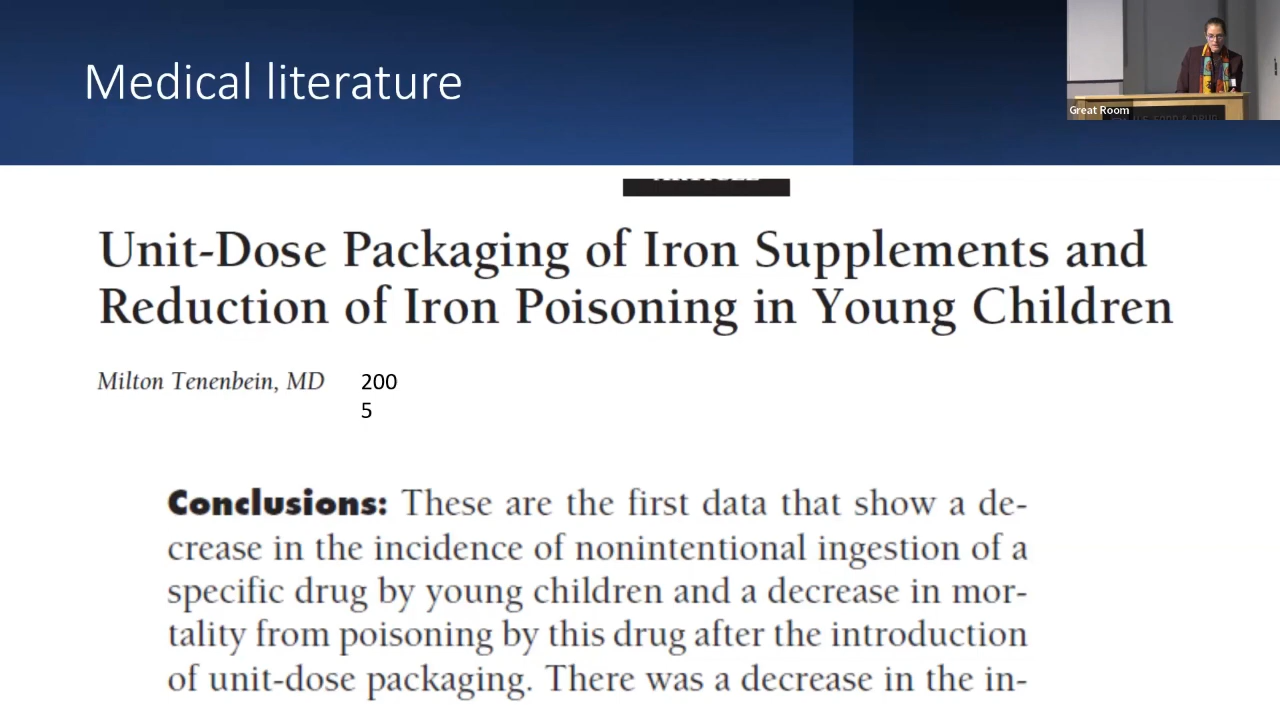 Medical literature
Great Room
Unit-Dose Packaging of Iron Supplements and
Reduction of Iron Poisoning in Young Children
Milton Tenenbein, MD
200
5
Conclusions: These are the first data that show a de-
crease in the incidence of nonintentional ingestion of a
specific drug by young children and a decrease in mor-
tality from poisoning by this drug after the introduction
of unit-dose packaging. There was a decrease in the in-